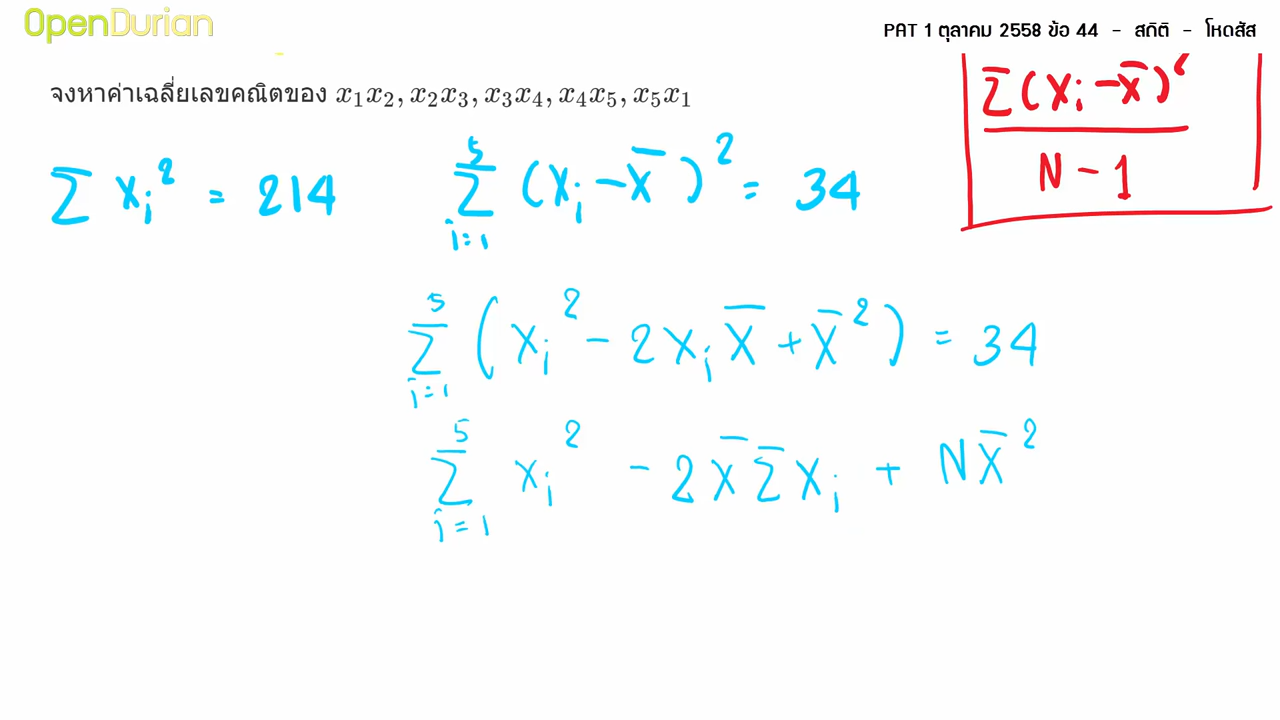 OpenDurian
PAT 1 ตุลาคม 2558 ข้อ 44 - สถิติ - โหดสัส
จงหาค่าเฉลี่ยเลขคณิตของ x₁x₂, x₂x₃, x₃x₄, x₄x₅, x₅x₁
Σ(xᵢ - x̄)²
N - 1
Σ xᵢ² = 214
5 Σ i=1 (xᵢ - x̄)² = 34
5 Σ i=1 (xᵢ² - 2xᵢx̄ + x̄²) = 34
5 Σ i=1 xᵢ² - 2x̄Σxᵢ + Nx̄²